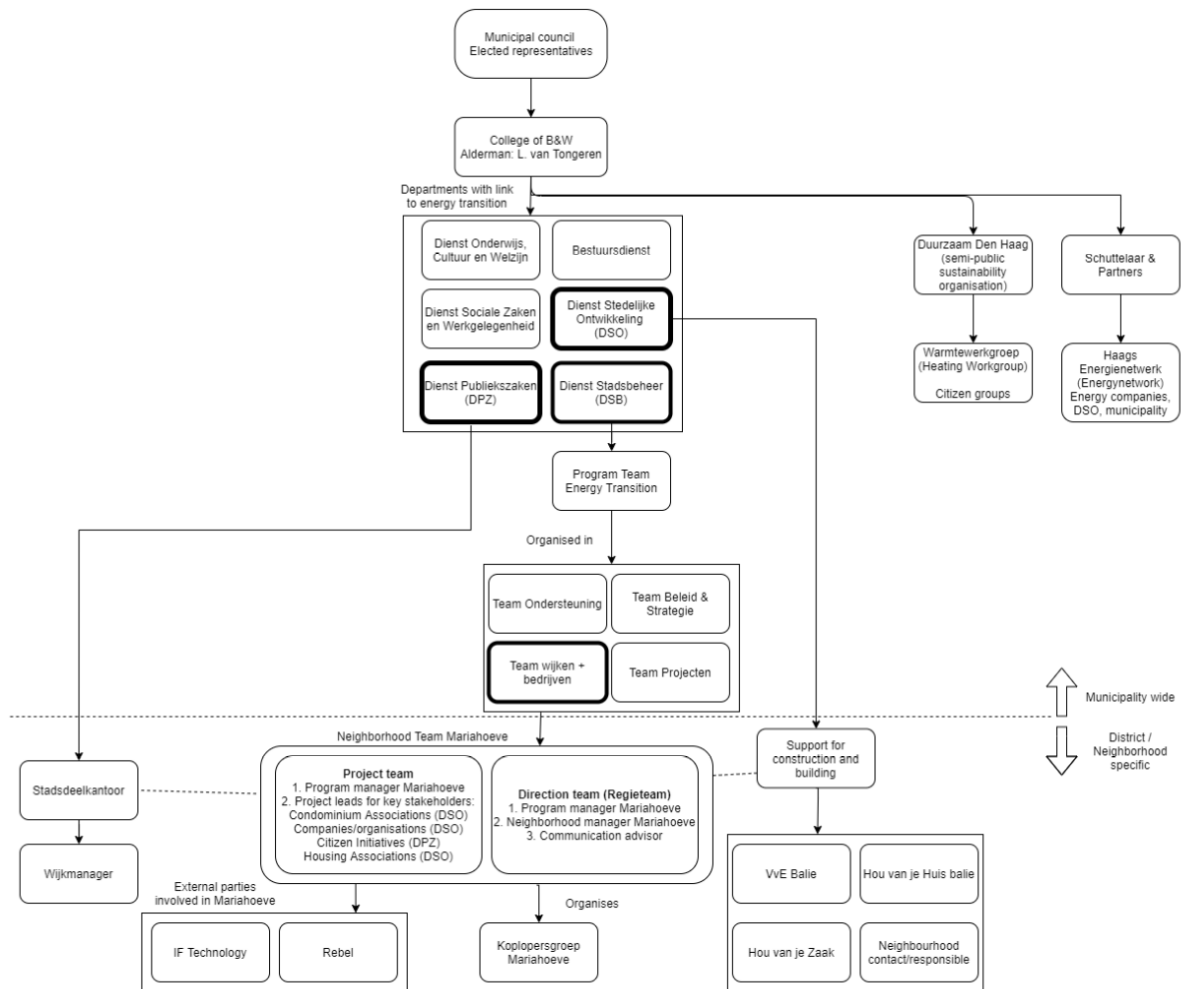 Municipal council
Elected representatives
College of B&W
Alderman: L. van Tongeren
Departments with link
to energy transition
Dienst Onderwijs,
Cultuur en Welzijn
Bestuursdienst
Dienst Sociale Zaken
en Werkgelegenheid
Dienst Stedelijke
Ontwikkeling
(DSO)
Dienst Publiekszaken
(DPZ)
Dienst Stadsbeheer
(DSB)
Duurzaam Den Haag
(semi-public
sustainability
organisation)
Schuttelaar &
Partners
Warmtewerkgroep
(Heating Workgroup)
Citizen groups
Haags
Energienetwerk
(Energynetwork)
Energy companies,
DSO, municipality
Program Team
Energy Transition
Organised in
Team Ondersteuning
Team Beleid &
Strategie
Team wijken +
bedrijven
Team Projecten
Municipality wide
District /
Neighborhood
specific
Neighborhood Team Mariahoeve
Project team
1. Program manager Mariahoeve
2. Project leads for key stakeholders:
Condominium Associations (DSO)
Companies/organisations (DSO)
Citizen Initiatives (DPZ)
Housing Associations (DSO)
Direction team (Regieteam)
1. Program manager Mariahoeve
2. Neighborhood manager Mariahoeve
3. Communication advisor
Support for
construction and
building
Stadsdeelkantoor
Wijkmanager
External parties
involved in Mariahoeve
IF Technology
Rebel
Organises
Koplopersgroep
Mariahoeve
VvE Balie
Hou van je Huis balie
Hou van je Zaak
Neighbourhood
contact/responsible